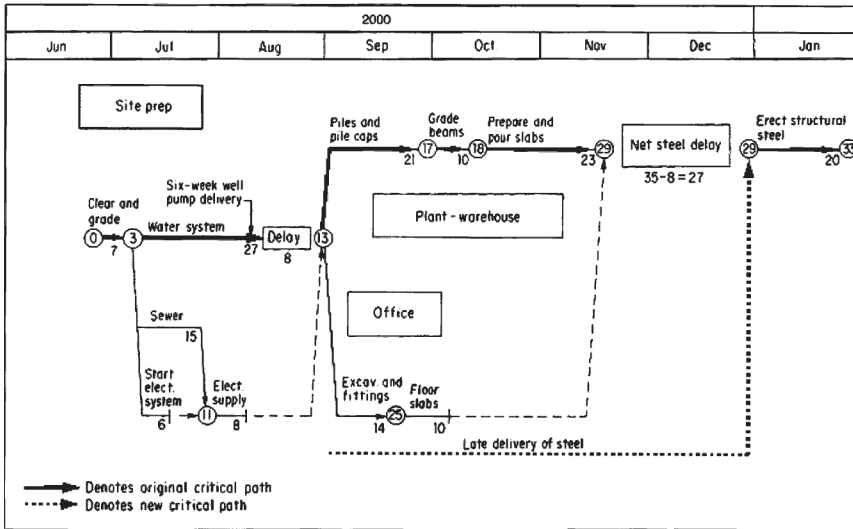 2000
Jun Jul Aug Sep Oct Nov Dec Jan
Site prep
Piles and
pile caps
Grade
beams
Prepare and
pour slabs
Erect structural
steel
21 17 10 18 23 29 Net steel delay 29 20 33
35-8=27
Six-week well
pump delivery
Clear and
grade
Water system
Plant-warehouse
0 7 3 27 Delay 13
8
Office
Sewer
15
Start
elect.
system
Elect.
supply
Excav. and
fittings
Floor
slabs
6 11 8 14 25 10
Late delivery of steel
Denotes original critical path
Denotes new critical path